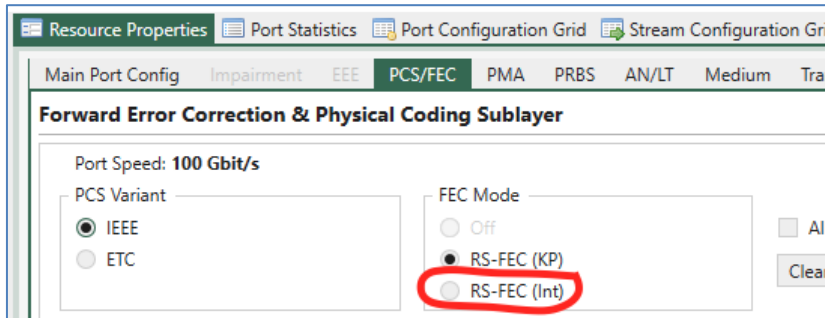 Resource Properties Port Statistics Port Configuration Grid Stream Configuration Gri
Main Port Config Impairment EEE PCS/FEC PMA PRBS AN/LT Medium Tra
Forward Error Correction & Physical Coding Sublayer
Port Speed: 100 Gbit/s
PCS Variant FEC Mode
IEEE Off Al
ETC RS-FEC (KP) Clear
RS-FEC (Int)